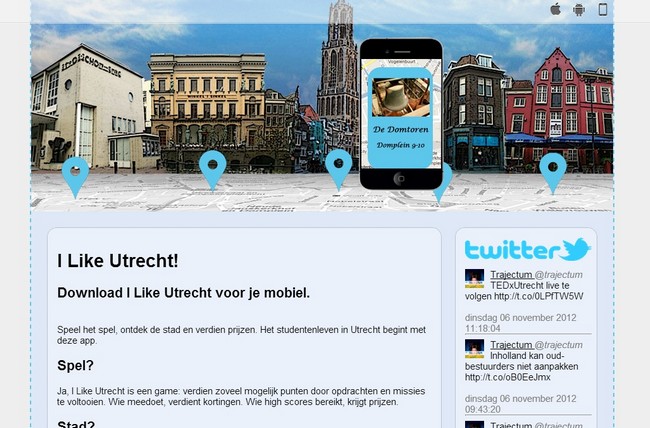 Vogelenbuurt
De Domtoren
Domplein 9-10
I Like Utrecht!
Download I Like Utrecht voor je mobiel.
Speel het spel, ontdek de stad en verdien prijzen. Het studentenleven in Utrecht begint met
deze app.
Spel?
Ja, I Like Utrecht is een game: verdien zoveel mogelijk punten door opdrachten en missies
te voltooien. Wie meedoet, verdient kortingen. Wie high scores bereikt, krijgt prijzen.
Stad?
twitter
Trajectum @trajectum
TEDxUtrecht live te
volgen http://t.co/0LPfTW5W
dinsdag 06 november 2012
11:18:04
Trajectum @trajectum
Inholland kan oud-
bestuurders niet aanpakken
http://t.co/oB0EeJmx
dinsdag 06 november 2012
09:43:20
Trajectum @trajectum